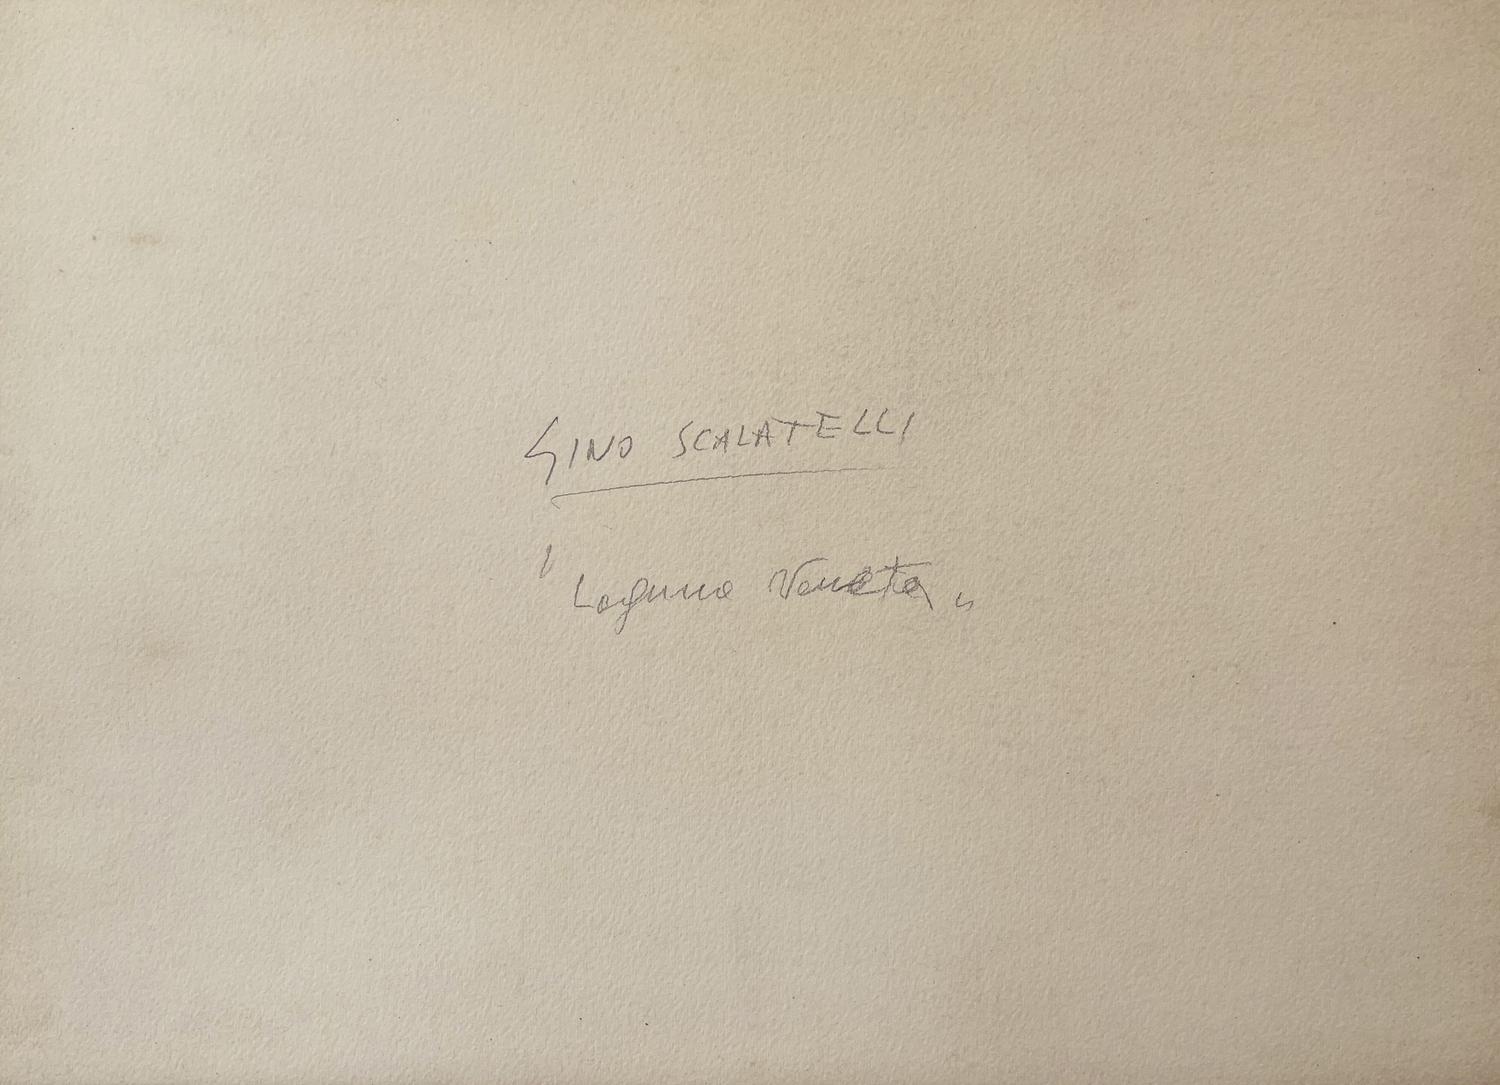 GINO SCALATELLI
" Laguna Veneta "